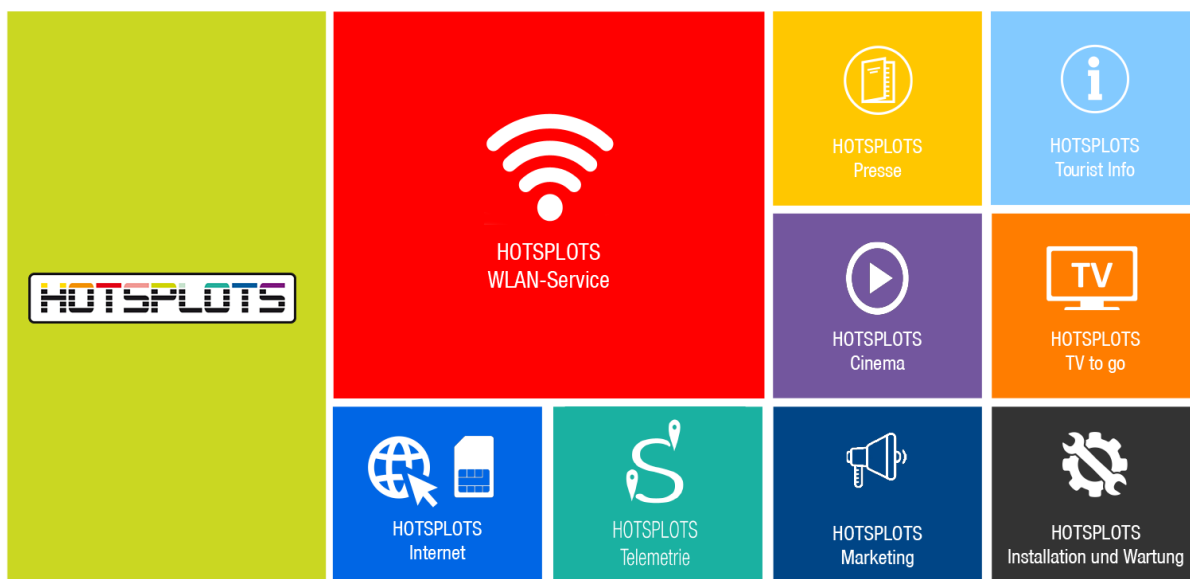 HOTSPLOTS
HOTSPLOTS
WLAN-Service
HOTSPLOTS
Presse
HOTSPLOTS
Tourist Info
HOTSPLOTS
Cinema
TV
HOTSPLOTS
TV to go
HOTSPLOTS
Internet
HOTSPLOTS
Telemetrie
HOTSPLOTS
Marketing
HOTSPLOTS
Installation und Wartung